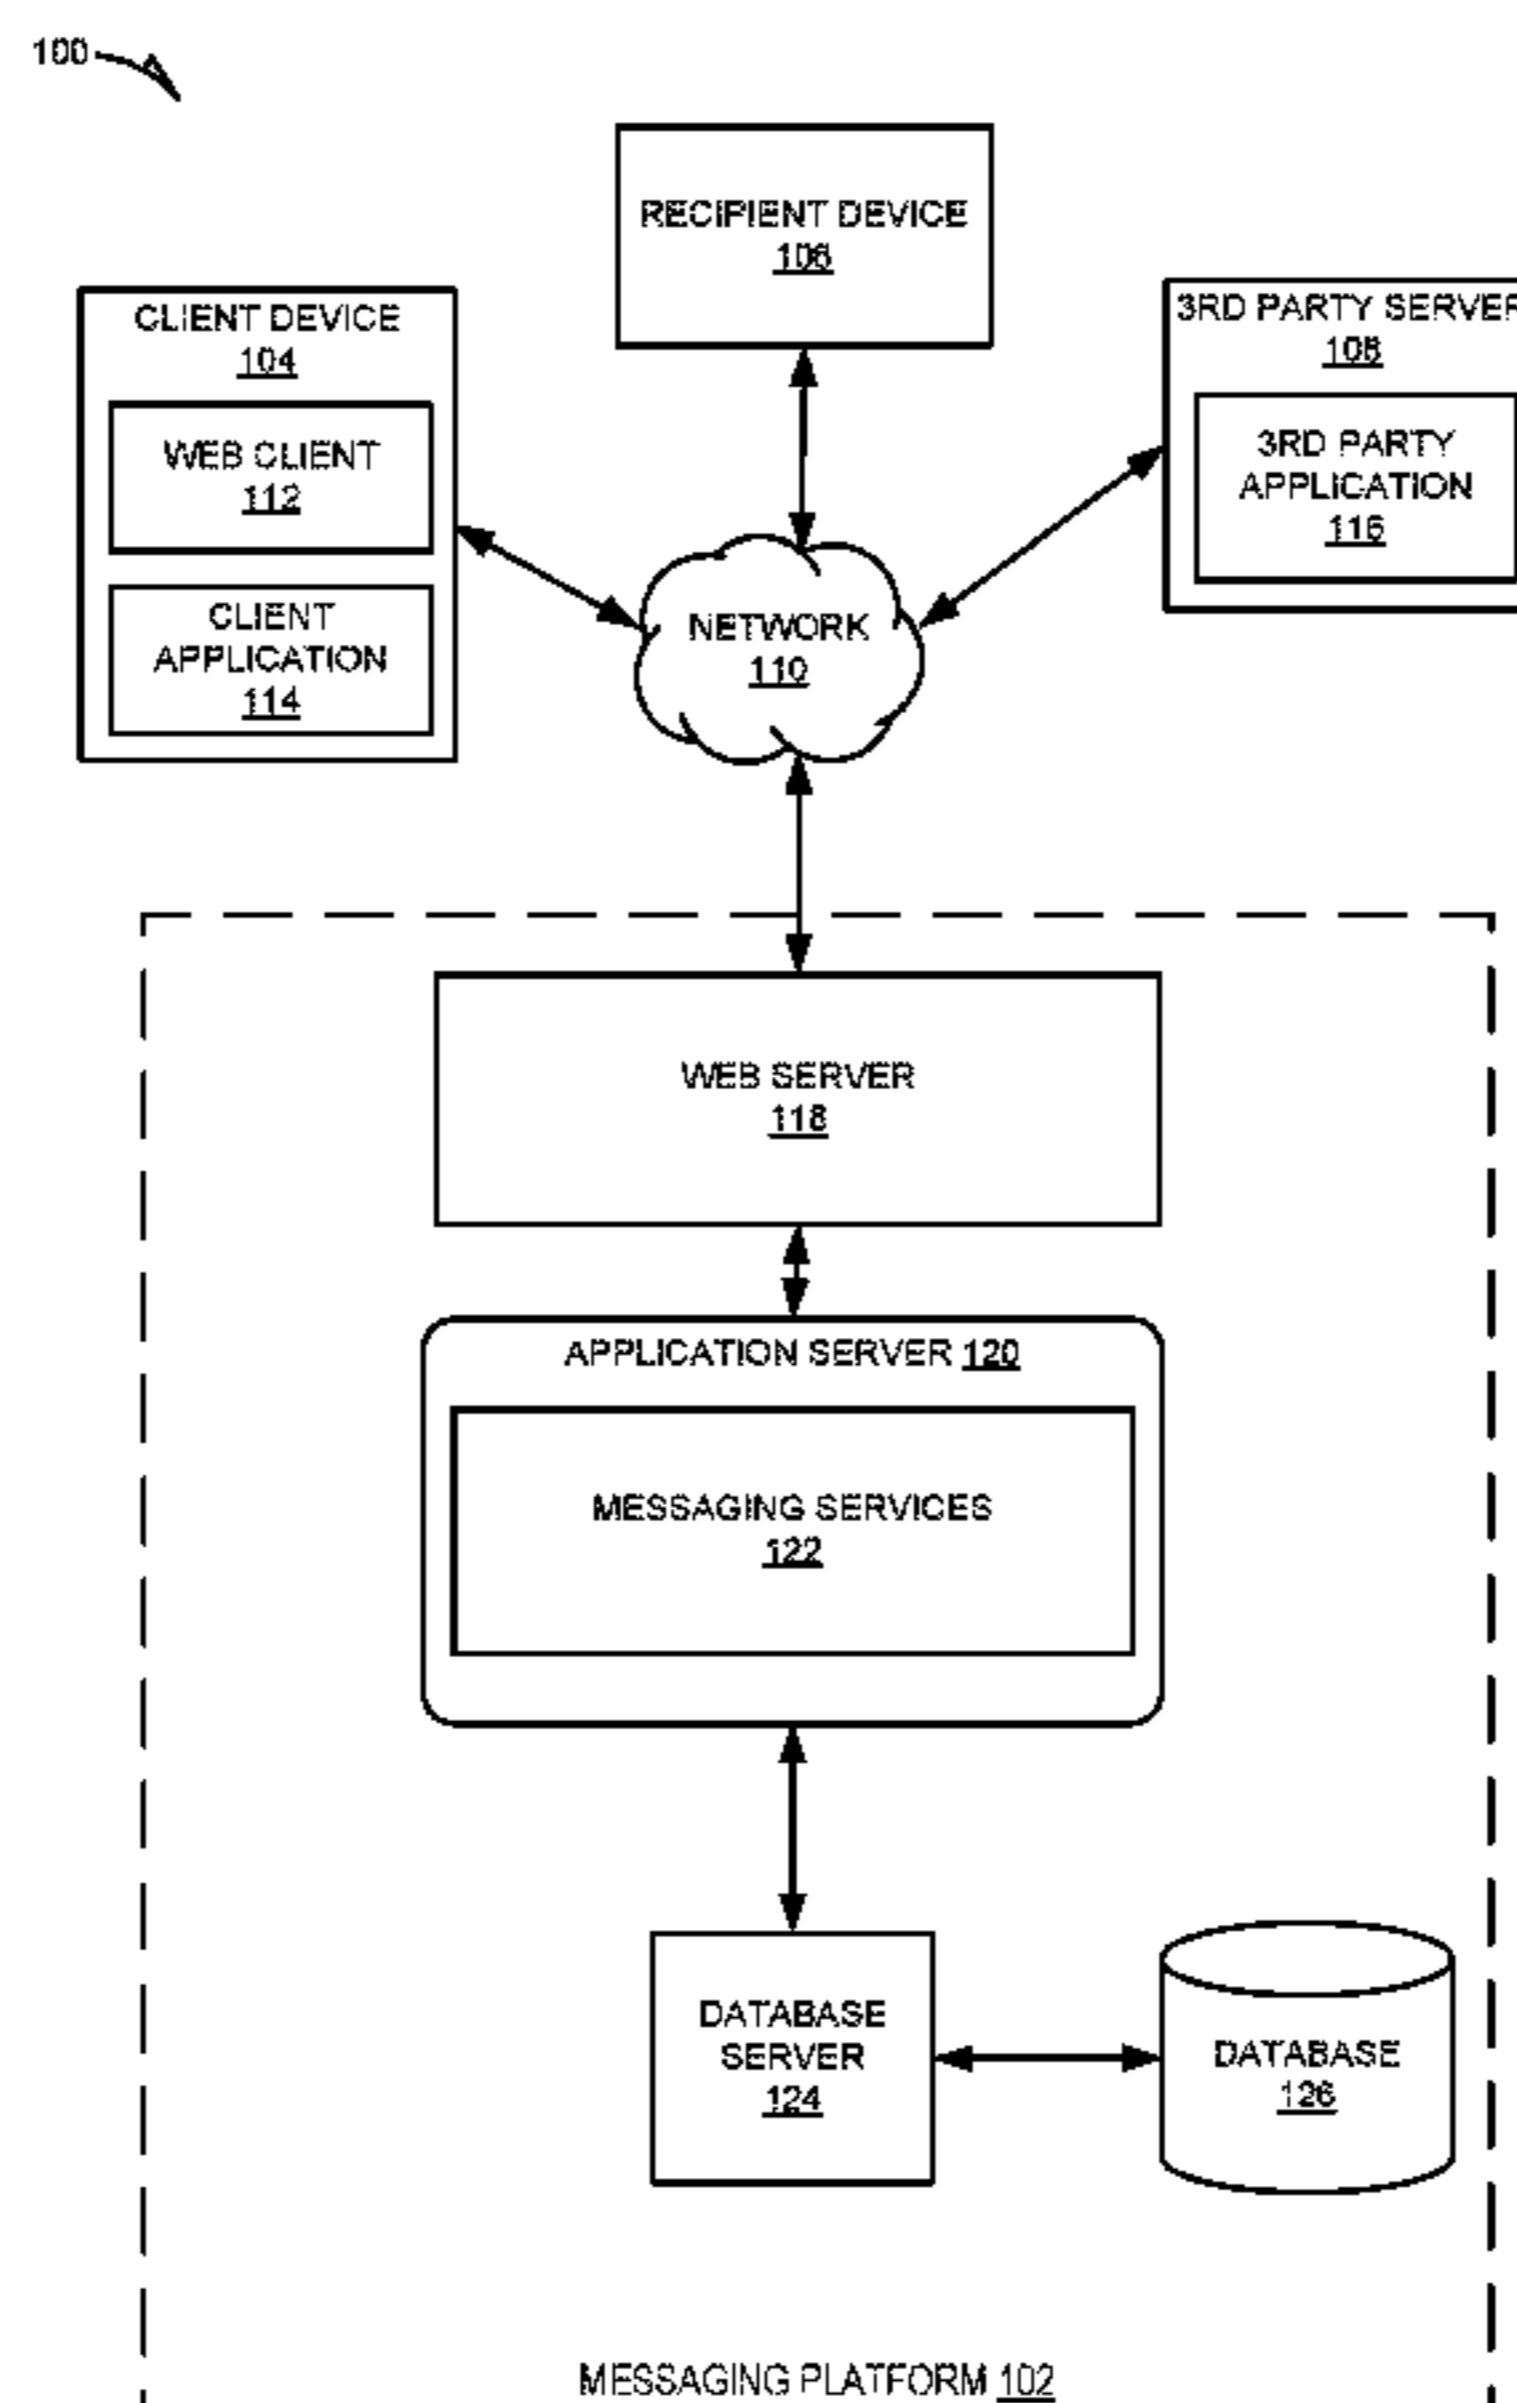 100
RECIPIENT DEVICE
106
CLIENT DEVICE
104
WEB CLIENT
112
CLIENT
APPLICATION
114
3RD PARTY SERVER
108
3RD PARTY
APPLICATION
116
NETWORK
110
WEB SERVER
118
APPLICATION SERVER 120
MESSAGING SERVICES
122
DATABASE
SERVER
124
DATABASE
126
MESSAGING PLATFORM 102